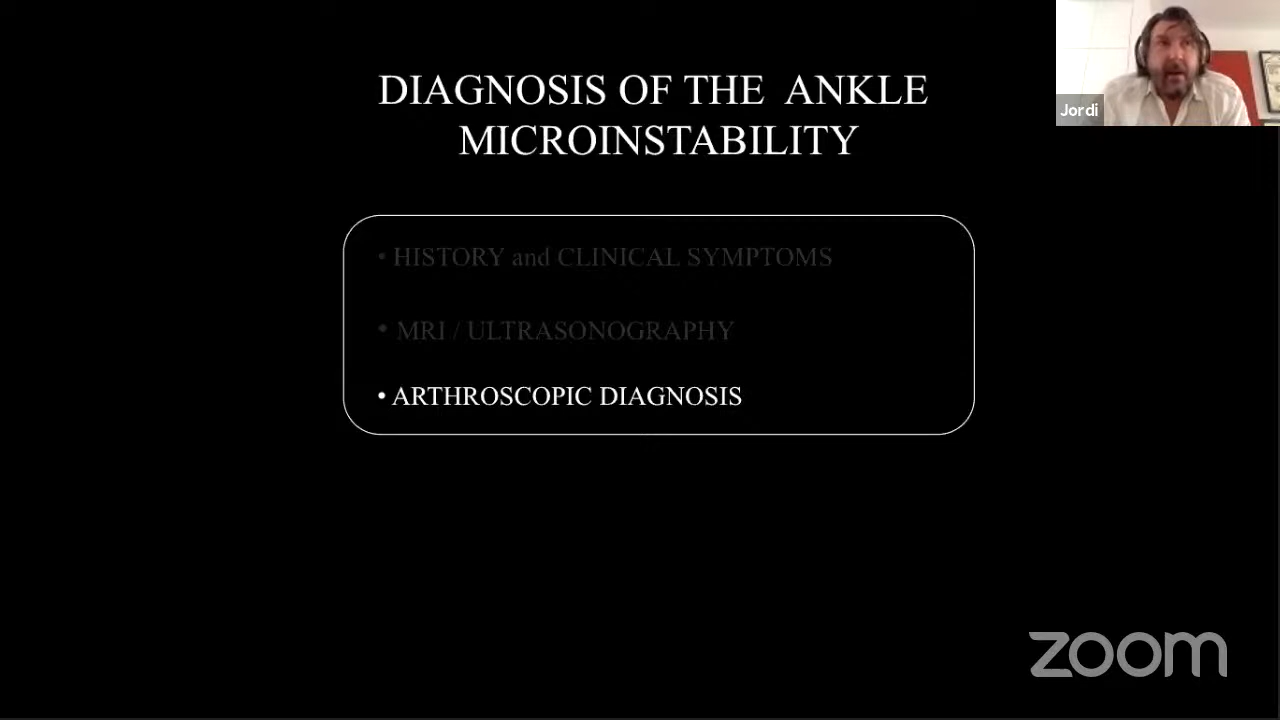 DIAGNOSIS OF THE ANKLE
MICROINSTABILITY
Jordi
• HISTORY and CLINICAL SYMPTOMS
• MRI / ULTRASONOGRAPHY
• ARTHROSCOPIC DIAGNOSIS
zoom